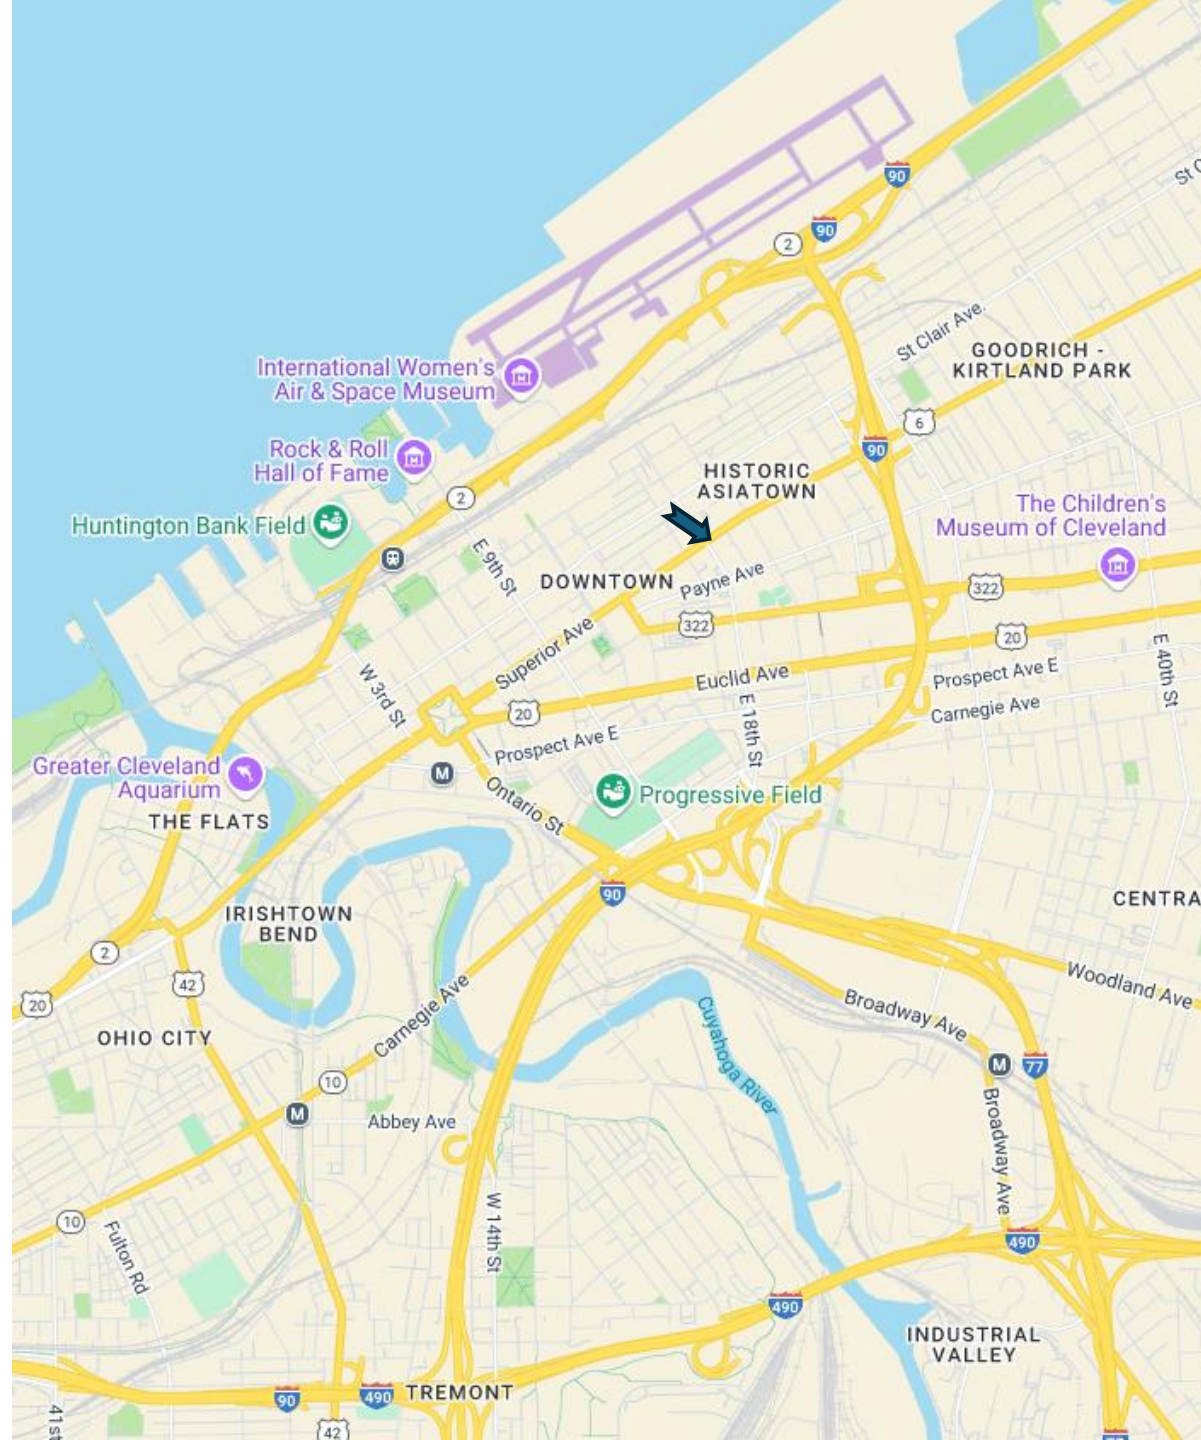 90
St C
90
2
St Clair Ave.
GOODRICH -
KIRTLAND PARK
International Women's
Air & Space Museum
6
90
Rock & Roll
Hall of Fame
HISTORIC
ASIATOWN
2
The Children's
Museum of Cleveland
Huntington Bank Field
E 9th St
DOWNTOWN
Payne Ave
322
322
20
Superior Ave
E 40th St
W 3rd St
Euclid Ave
Prospect Ave E
20
E 18th St
Carnegie Ave
Prospect Ave E
Greater Cleveland
Aquarium
M
Ontario St
Progressive Field
THE FLATS
90
CENTRA
IRISHTOWN
BEND
2
42
20
Woodland Ave
Carnegie Ave
Broadway Ave
Cuyahoga River
OHIO CITY
M
77
10
M
Abbey Ave
Broadway Ave
10
W 14th St
Fulton Rd
490
490
INDUSTRIAL
VALLEY
90
490
TREMONT
41st
42